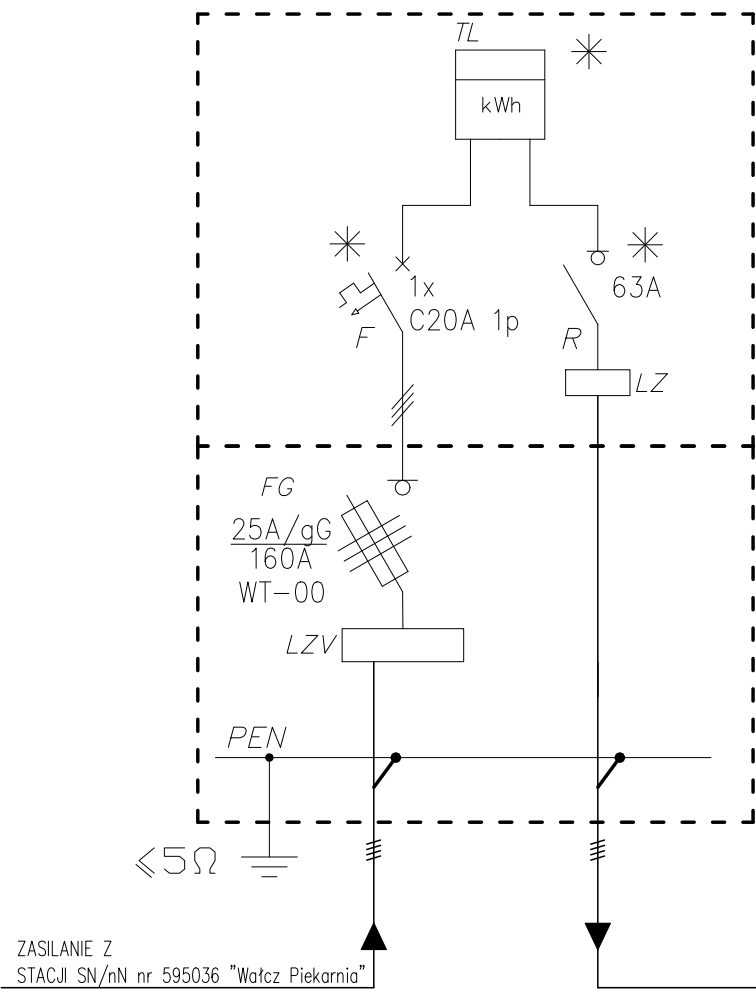 TL
kWh
1x
C20A 1p
F
63A
R
LZ
FG
25A/gG
160A
WT-00
LZV
PEN
⩽5Ω
ZASILANIE Z
STACJI SN/nN nr 595036 "Wałcz Piekarnia"